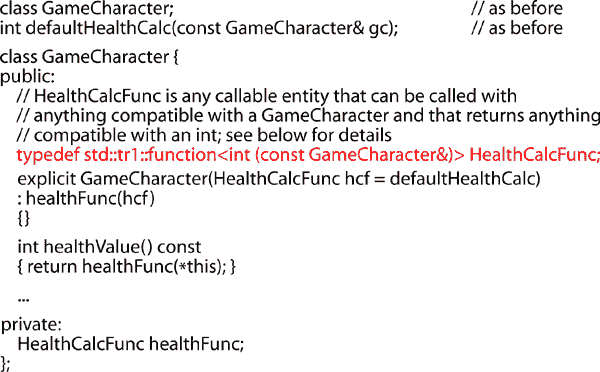 class GameCharacter; // as before
int defaultHealthCalc(const GameCharacter& gc); // as before
class GameCharacter {
public:
// HealthCalcFunc is any callable entity that can be called with
// anything compatible with a GameCharacter and that returns anything
// compatible with an int; see below for details
typedef std::tr1::function<int (const GameCharacter&)> HealthCalcFunc;
explicit GameCharacter(HealthCalcFunc hcf = defaultHealthCalc)
: healthFunc(hcf)
{}
int healthValue() const
{ return healthFunc(*this); }
...
private:
HealthCalcFunc healthFunc;
};